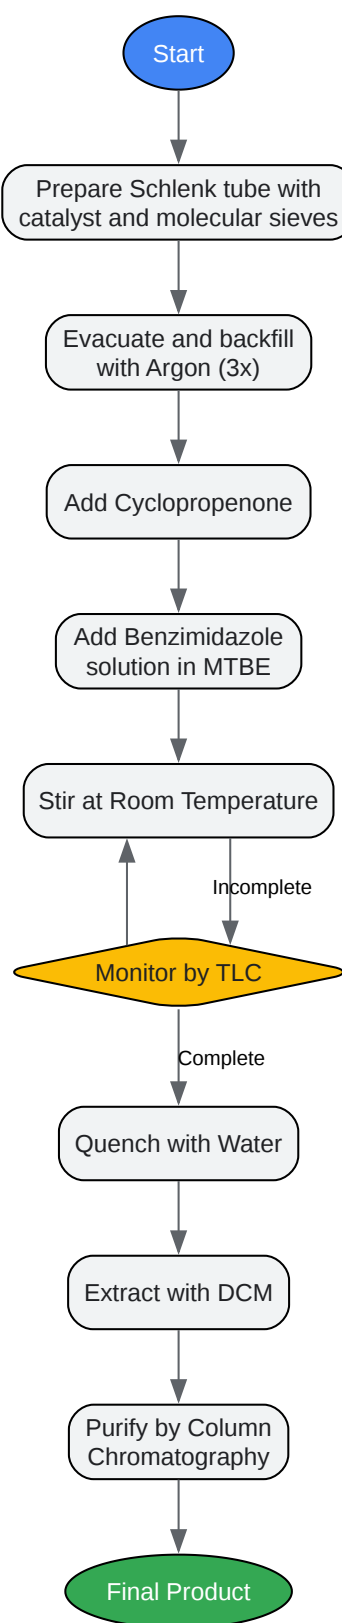 Start
Prepare Schlenk tube with
catalyst and molecular sieves
Evacuate and backfill
with Argon (3x)
Add Cyclopropenone
Add Benzimidazole
solution in MTBE
Stir at Room Temperature
Incomplete
Monitor by TLC
Complete
Quench with Water
Extract with DCM
Purify by Column
Chromatography
Final Product